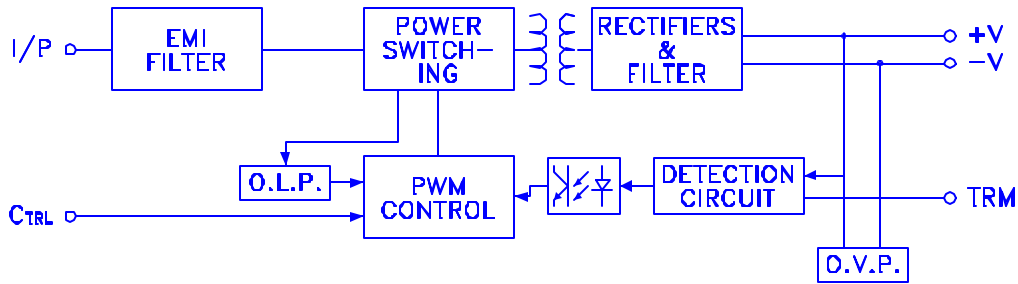 I/P
EMI
FILTER
POWER
SWITCH-
ING
RECTIFIERS
&
FILTER
+V
-V
O.L.P.
PWM
CONTROL
DETECTION
CIRCUIT
TRM
CTRL
O.V.P.